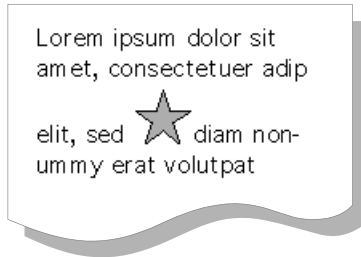 Lorem ipsum dolor sit
amet, consectetuer adip
elit, sed diam non-
ummy erat volutpat